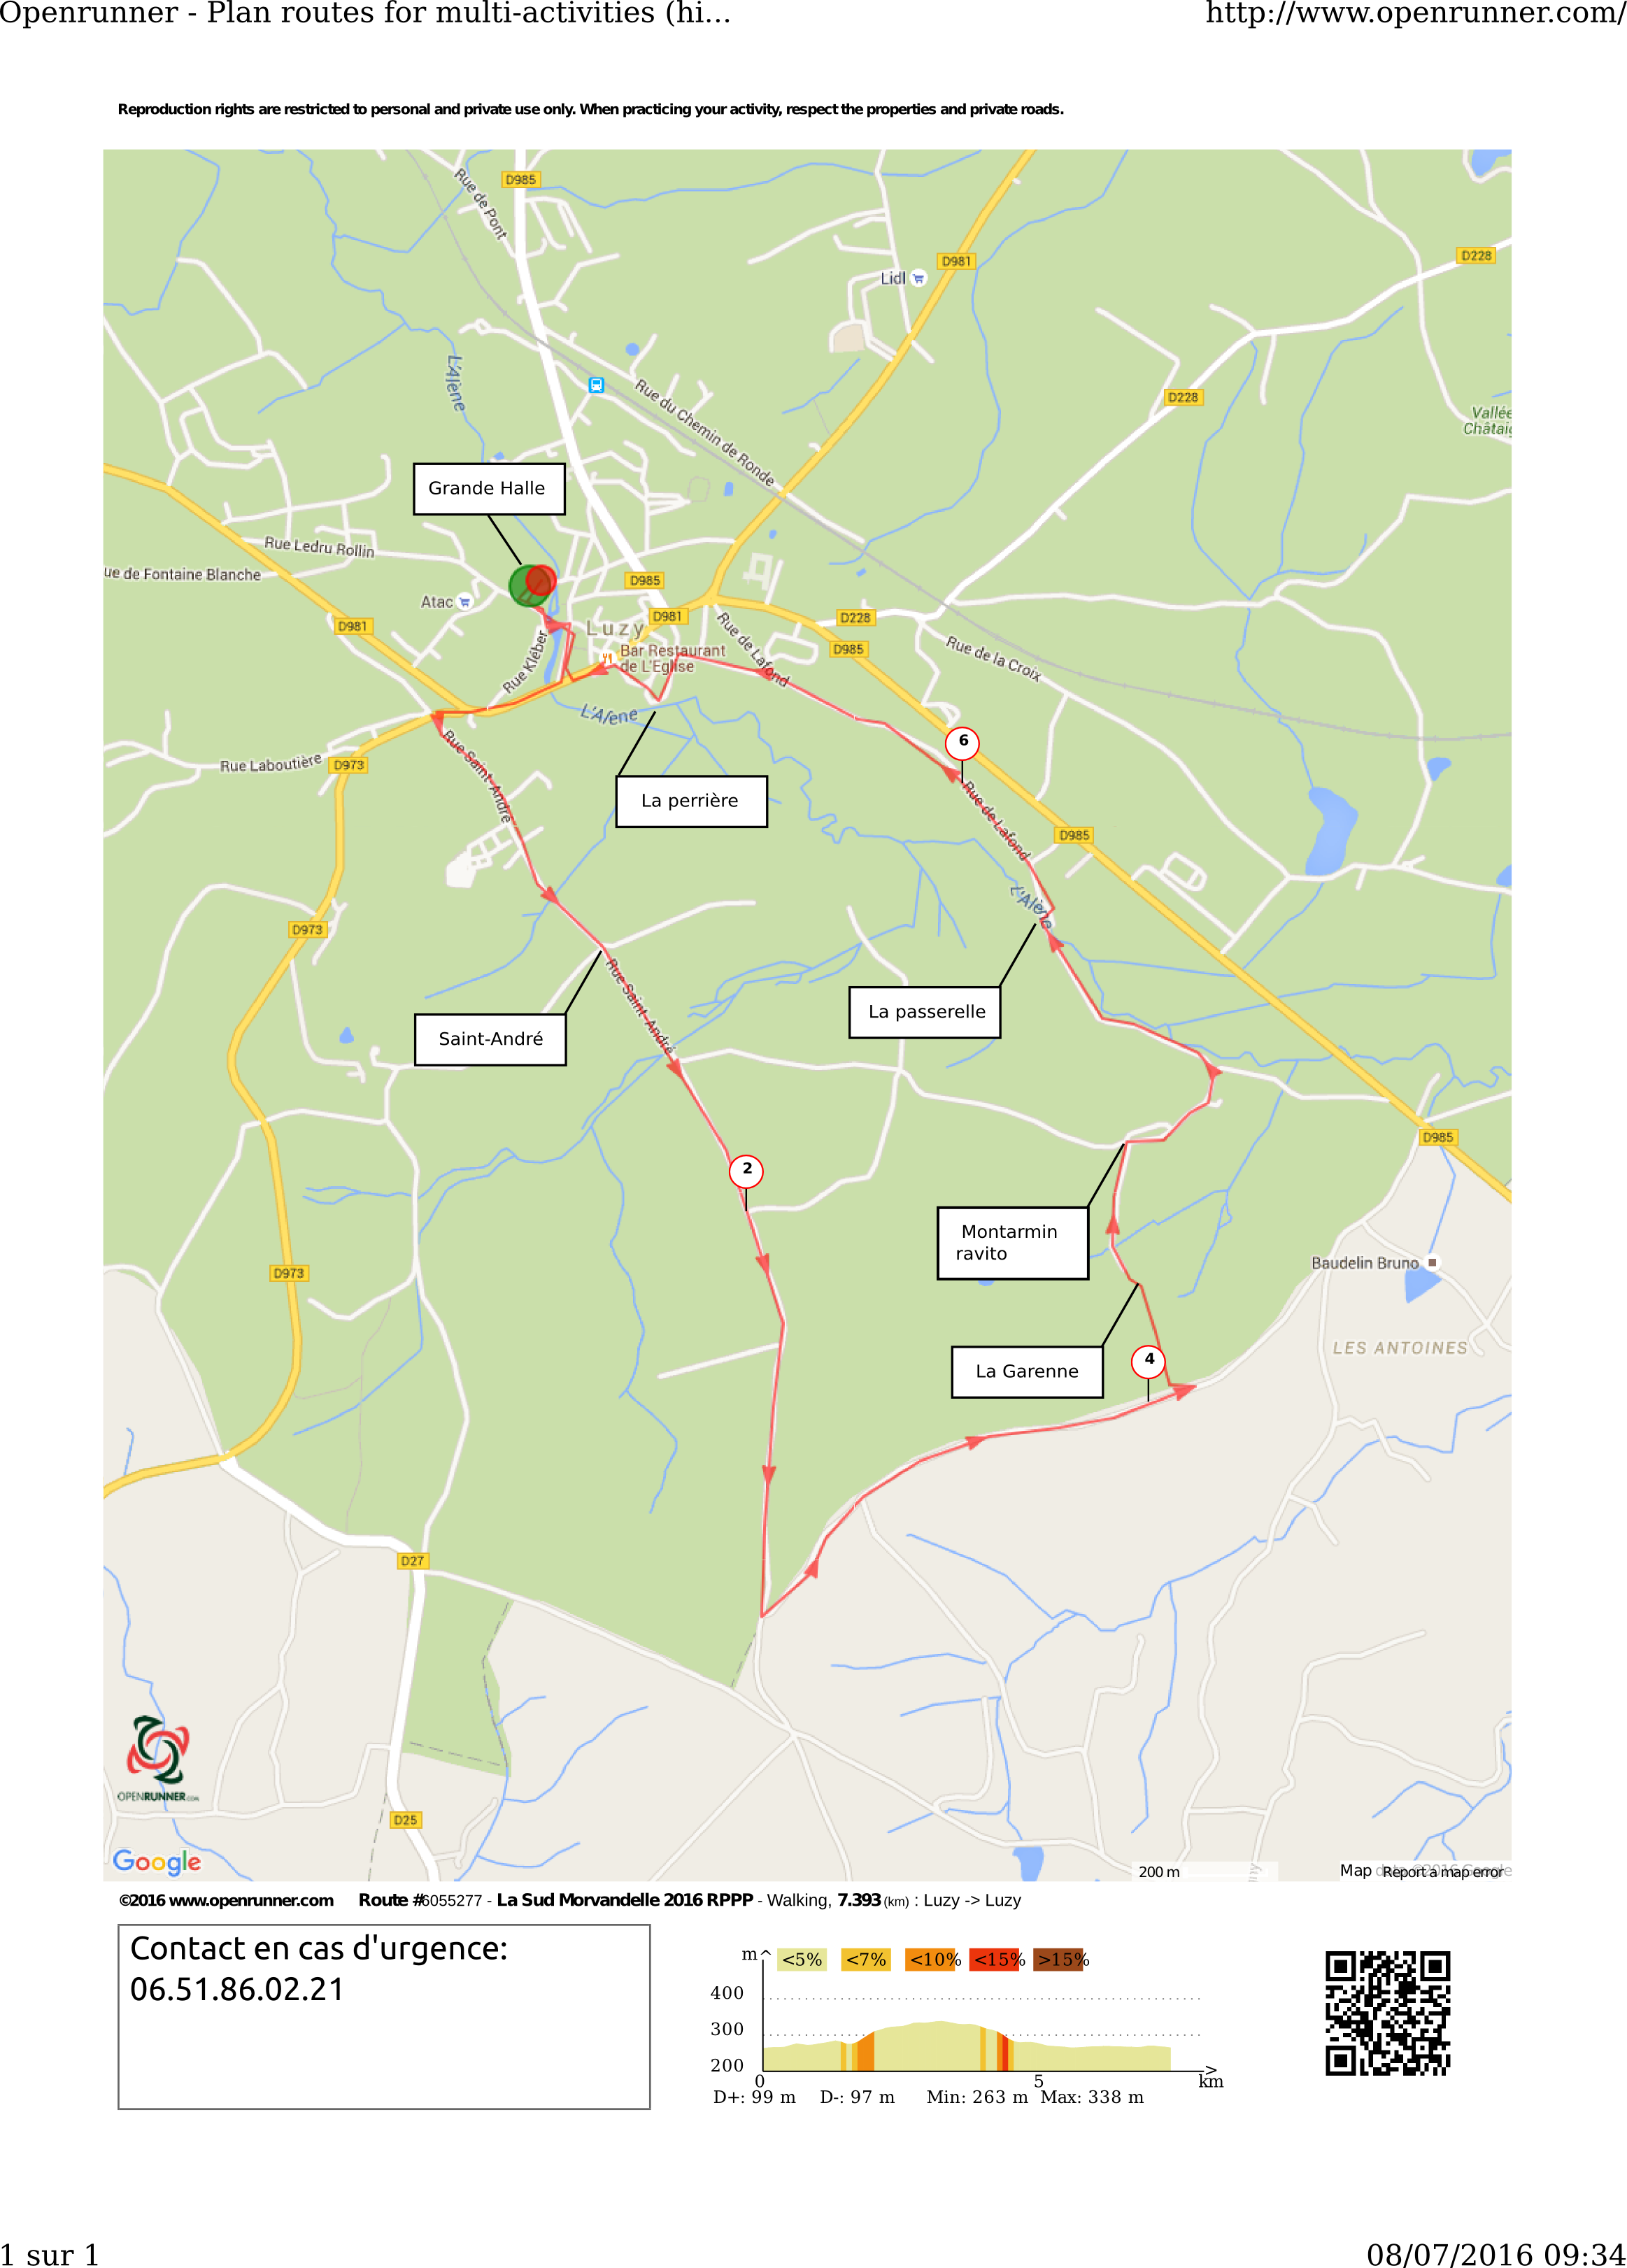 Openrunner - Plan routes for multi-activities (hi...
http://www.openrunner.com/
Reproduction rights are restricted to personal and private use only. When practicing your activity, respect the properties and private roads.
D985
Rue de Pont
D981
D228
Lidl
L'Alène
Rue du Chemin de Ronde
D228
Vallée
Châtaig
Grande Halle
Rue Ledru Rollin
ue de Fontaine Blanche
Atac
D985
D981
D981
Luzy
Bar Restaurant
de L'Eglise
Rue de Lafond
D228
D985
Rue de la Croix
Rue Kléber
L'Alène
Rue Saint-André
Rue Laboutière
D973
6
La perrière
Rue de Lafond
D985
L'Alène
D973
Rue Saint-André
La passerelle
Saint-André
D985
2
Montarmin
ravito
Baudelin Bruno
D973
LES ANTOINES
La Garenne
4
D27
OPENRUNNER.COM
D25
Google
200 m
Map data ©2016 Google
Report a map error
©2016 www.openrunner.com Route #6055277 - La Sud Morvandelle 2016 RPPP - Walking, 7.393 (km) : Luzy -> Luzy
Contact en cas d'urgence:
06.51.86.02.21
m^ <5% <7% <10% <15% >15%
400
300
200
0 5 km >
D+: 99 m D-: 97 m Min: 263 m Max: 338 m
1 sur 1
08/07/2016 09:34